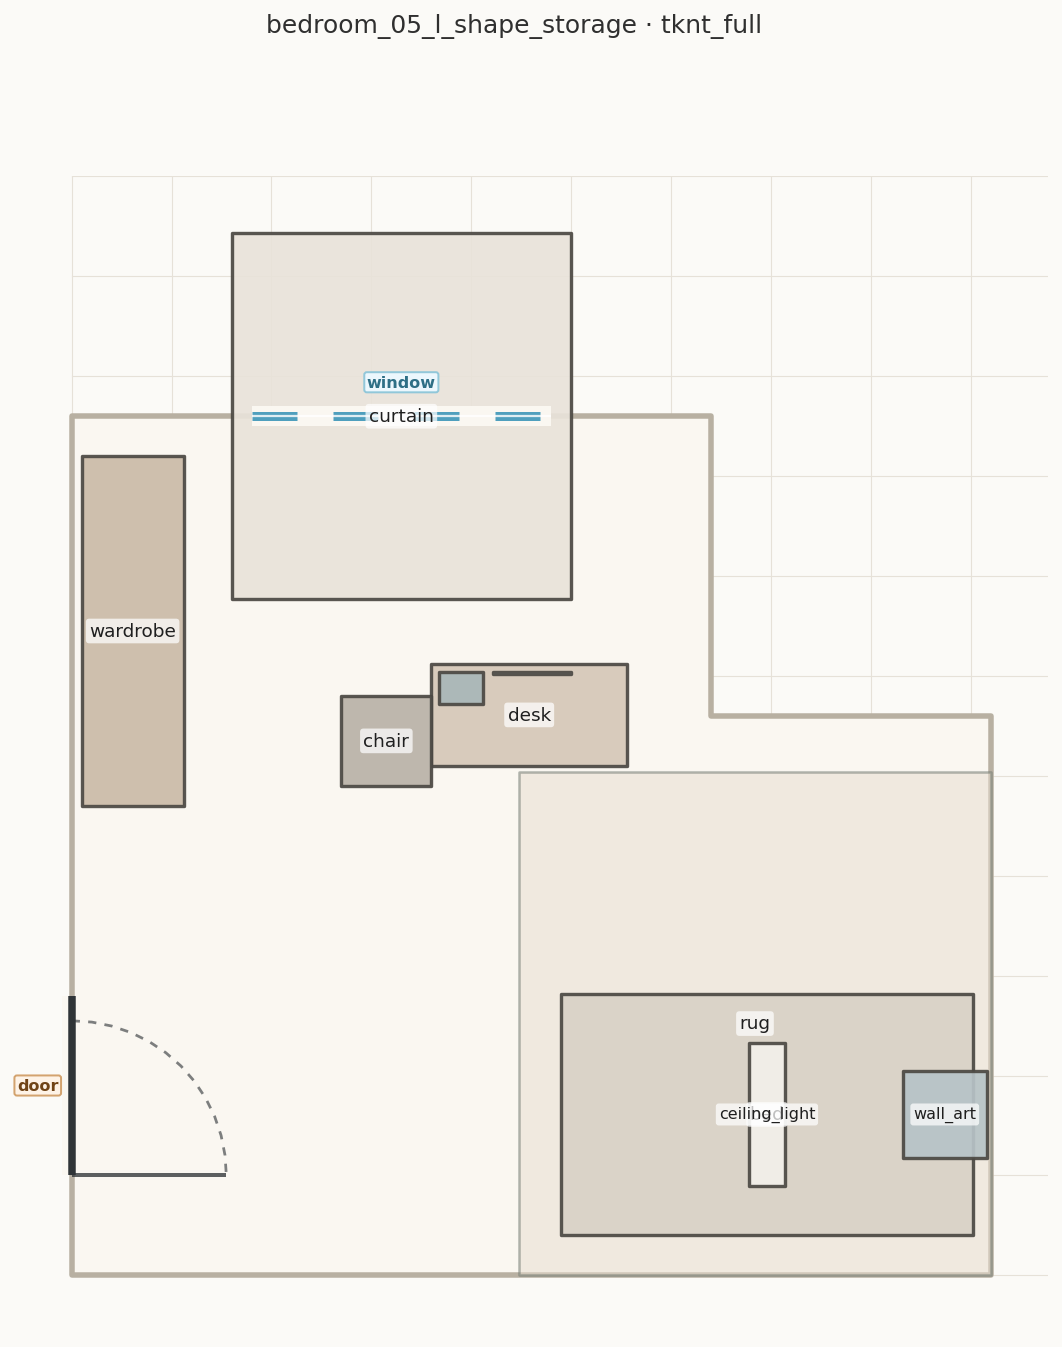 bedroom_05_l_shape_storage · tknt_full
window
curtain
wardrobe
desk
chair
rug
door
ceiling_light
wall_art